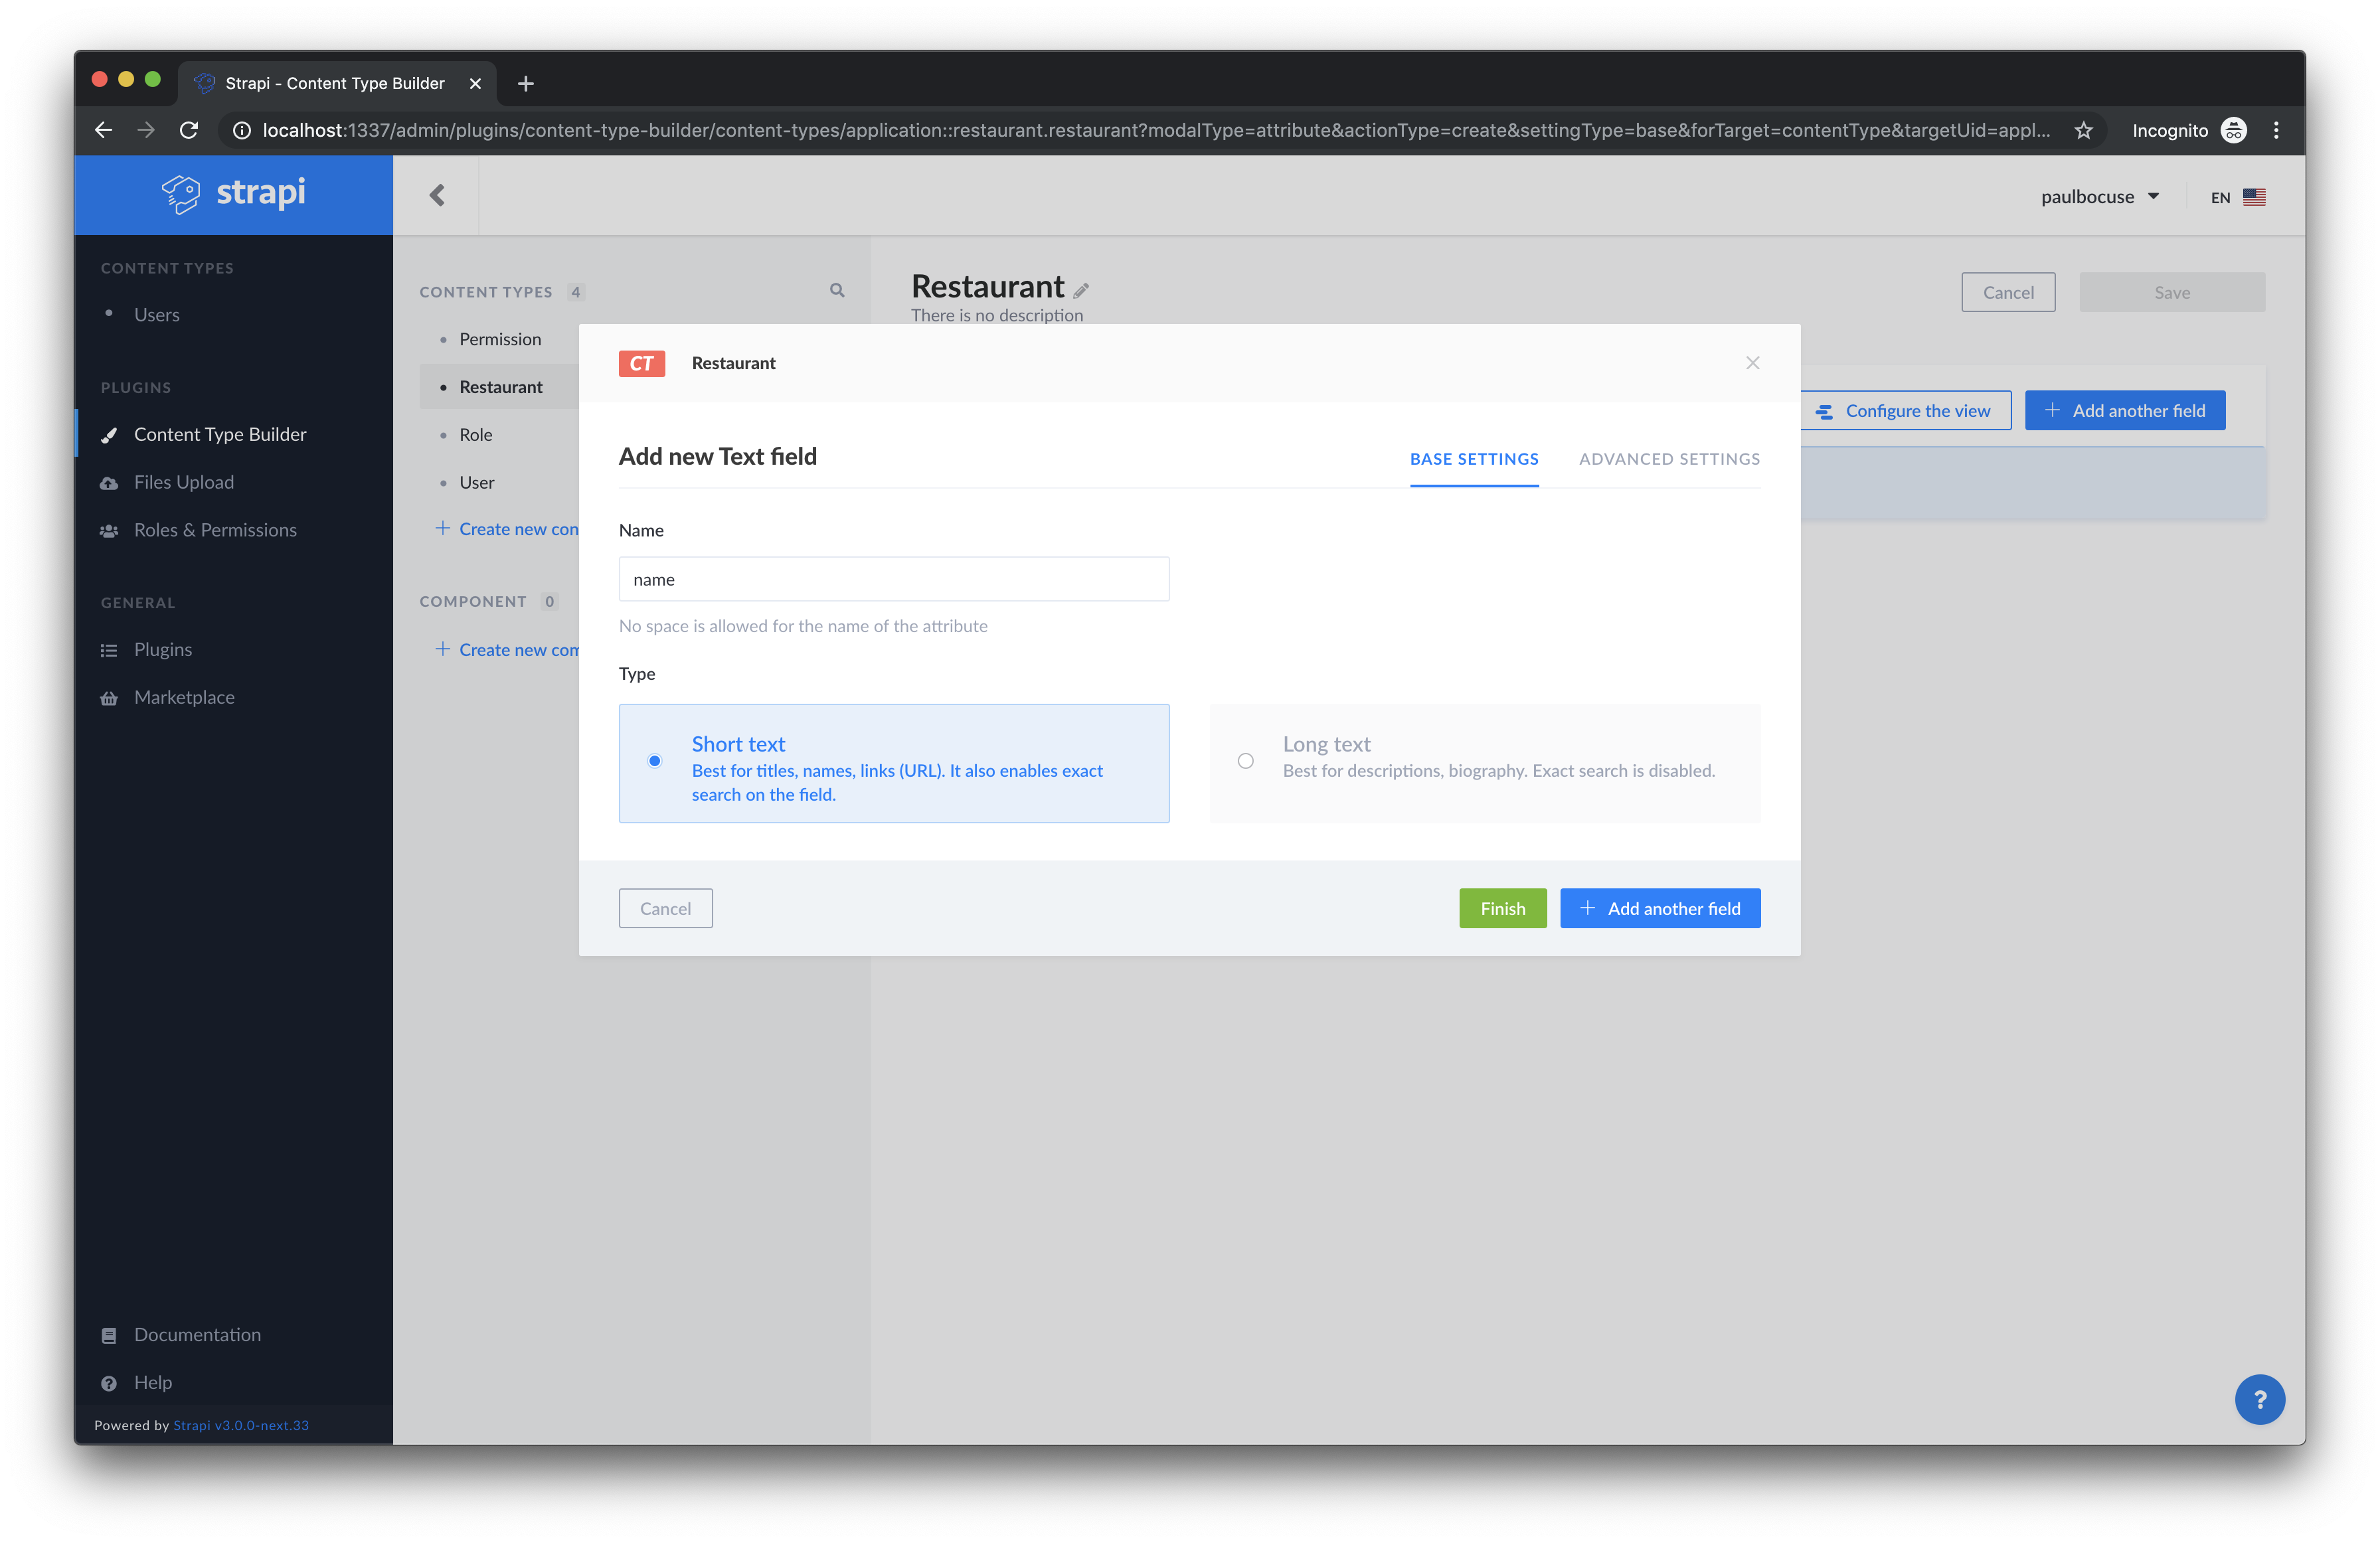 Strapi - Content Type Builder
localhost:1337/admin/plugins/content-type-builder/content-types/application::restaurant.restaurant?modalType=attribute&actionType=create&settingType=base&forTarget=contentType&targetUid=appl...
Incognito
strapi
paulbocuse
EN
CONTENT TYPES
Users
PLUGINS
Content Type Builder
Files Upload
Roles & Permissions
GENERAL
Plugins
Marketplace
Documentation
Help
Powered by Strapi v3.0.0-next.33
CONTENT TYPES 4
Permission
Restaurant
Role
User
+ Create new con
COMPONENT 0
+ Create new com
Restaurant
There is no description
Cancel
Save
Configure the view
+ Add another field
CT Restaurant
Add new Text field
BASE SETTINGS
ADVANCED SETTINGS
Name
name
No space is allowed for the name of the attribute
Type
Short text
Best for titles, names, links (URL). It also enables exact
search on the field.
Long text
Best for descriptions, biography. Exact search is disabled.
Cancel
Finish
+ Add another field
?